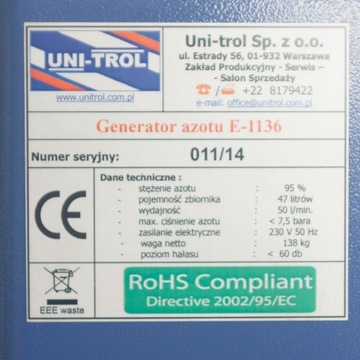 UNI-TROL
www.unitrol.com.pl
Uni-trol Sp. z o.o.
ul. Estrady 56, 01-932 Warszawa
Zakład Produkcyjny - Serwis –
- Salon Sprzedaży
☎/📠 +22 8179422
e-mail: office@unitrol.com.pl
Generator azotu E-1136
Numer seryjny: 011/14
Dane techniczne :
- stężenie azotu : 95 %
- pojemność zbiornika : 47 litrów
- wydajność : 50 l/min.
- max. ciśnienie azotu : < 7,5 bara
- zasilanie elektryczne : 230 V 50 Hz
- waga netto : 138 kg
- poziom hałasu : < 60 db
CE
EEE waste
RoHS Compliant
Directive 2002/95/EC